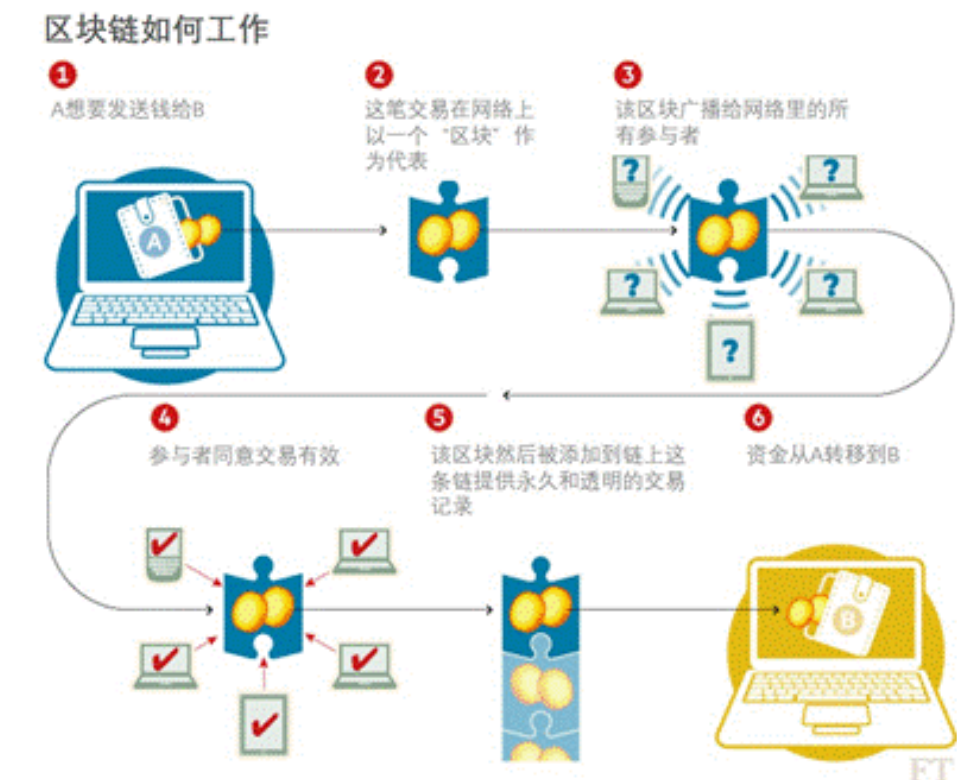 区块链如何工作
1
A想要发送钱给B
2
这笔交易在网络上
以一个 "区块" 作
为代表
3
该区块广播给网络里的所
有参与者
A
?
?
?
?
?
4
参与者同意交易有效
5
该区块然后被添加到链上这
条链提供永久和透明的交易
记录
6
资金从A转移到B
B
FT